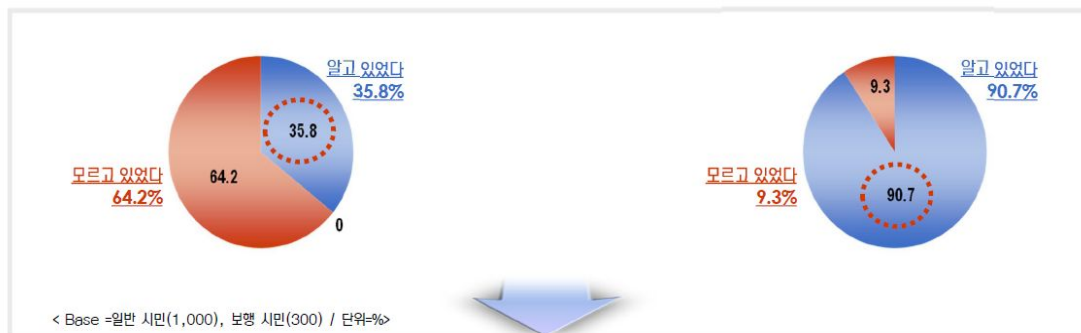 알고 있었다
35.8%
35.8
모르고 있었다
64.2%
64.2
0
알고 있었다
90.7%
9.3
모르고 있었다
9.3%
90.7
< Base =일반 시민(1,000), 보행 시민(300) / 단위=%>